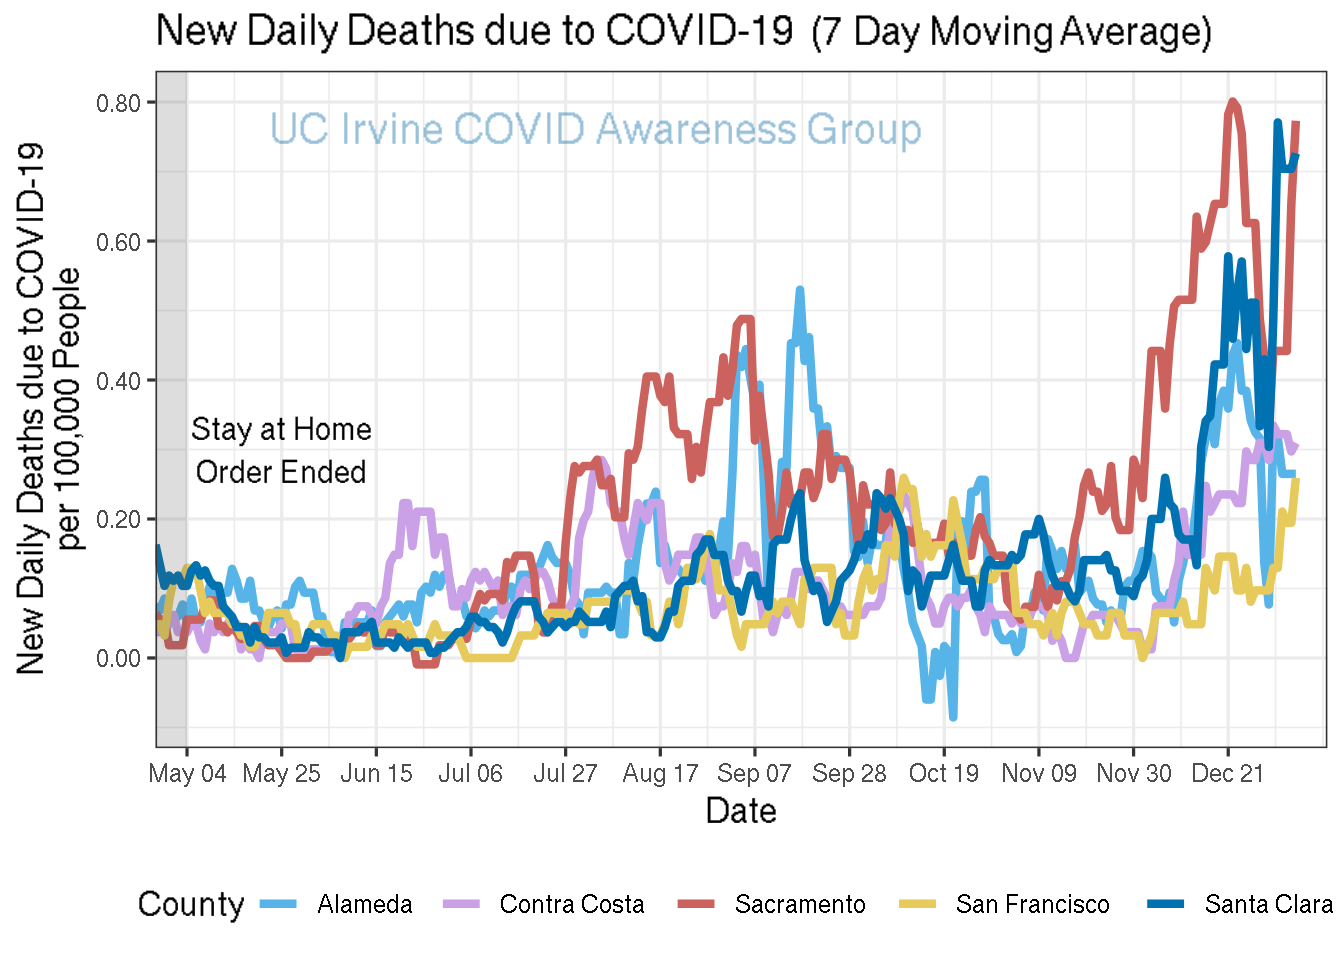 New Daily Deaths due to COVID-19 (7 Day Moving Average)
New Daily Deaths due to COVID-19
per 100,000 People
0.80
0.60
0.40
0.20
0.00
UC Irvine COVID Awareness Group
Stay at Home
Order Ended
May 04 May 25 Jun 15 Jul 06 Jul 27 Aug 17 Sep 07 Sep 28 Oct 19 Nov 09 Nov 30 Dec 21
Date
County Alameda Contra Costa Sacramento San Francisco Santa Clara